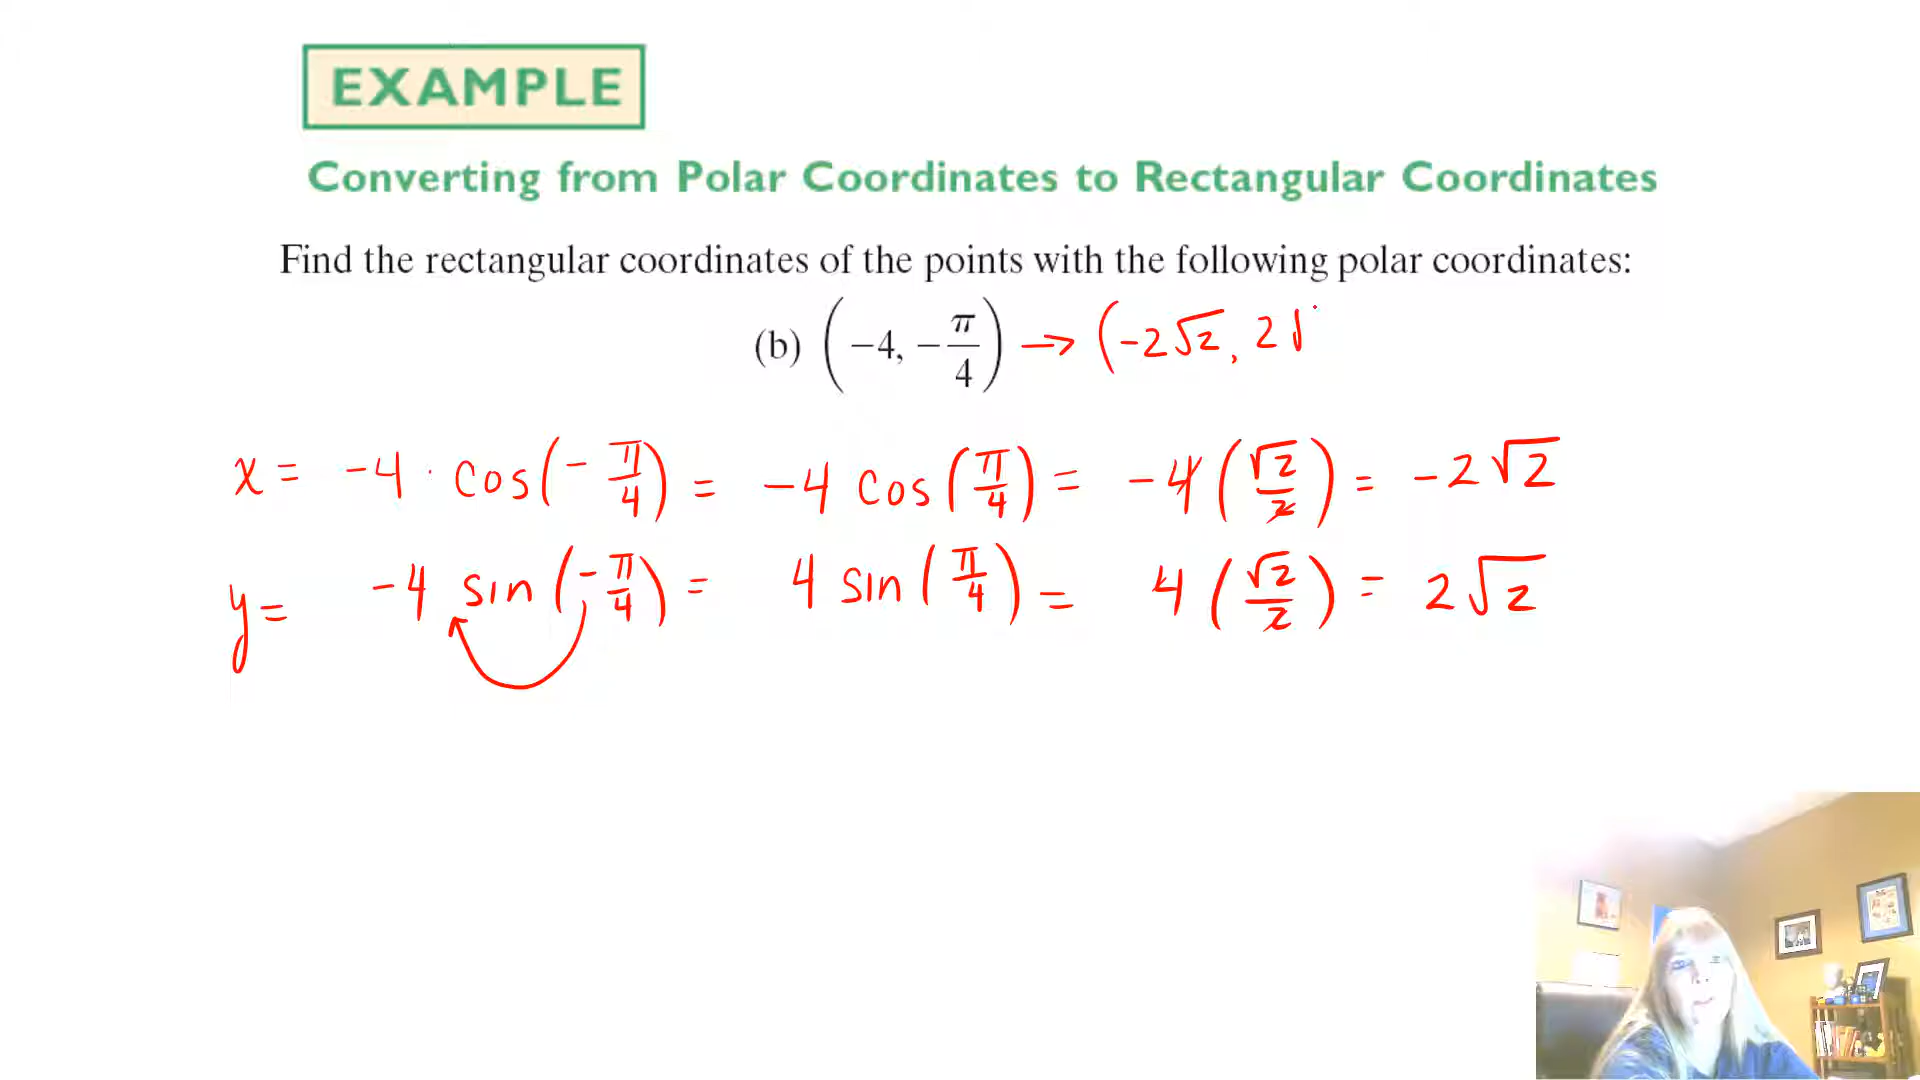 EXAMPLE
Converting from Polar Coordinates to Rectangular Coordinates
Find the rectangular coordinates of the points with the following polar coordinates:
(b) (−4, −π/4) → (-2√2, 2√
x = -4 · cos(-π/4) = -4 cos(π/4) = -4(√2/2) = -2√2
y = -4 sin(-π/4) = 4 sin(π/4) = 4(√2/2) = 2√2